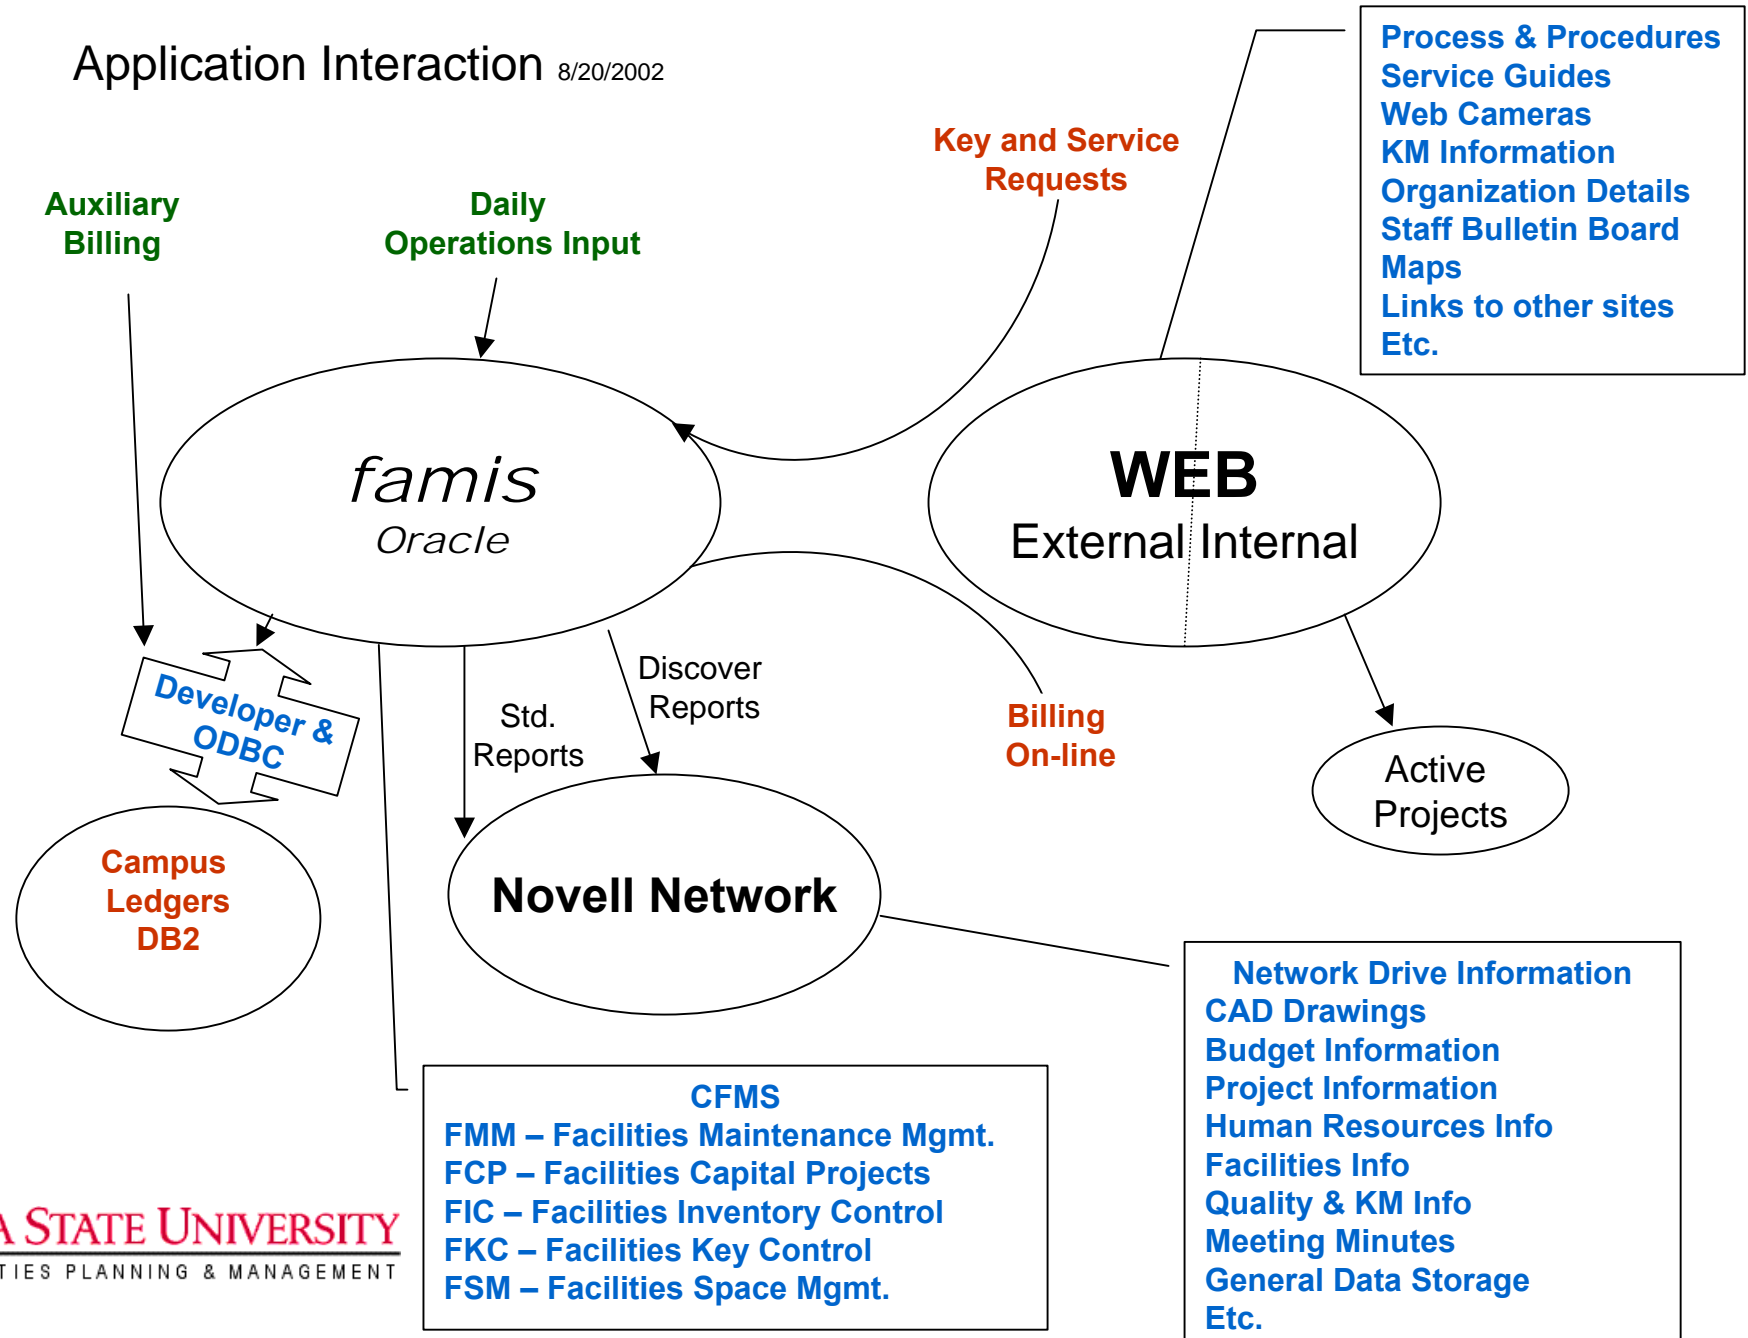 Application Interaction 8/20/2002
Process & Procedures
Service Guides
Web Cameras
KM Information
Organization Details
Staff Bulletin Board
Maps
Links to other sites
Etc.
Key and Service
Requests
Auxiliary
Billing
Daily
Operations Input
famis
Oracle
WEB
External Internal
Developer &
ODBC
Std.
Reports
Discover
Reports
Billing
On-line
Active
Projects
Campus
Ledgers
DB2
Novell Network
Network Drive Information
CAD Drawings
Budget Information
Project Information
Human Resources Info
Facilities Info
Quality & KM Info
Meeting Minutes
General Data Storage
Etc.
CFMS
FMM – Facilities Maintenance Mgmt.
FCP – Facilities Capital Projects
FIC – Facilities Inventory Control
FKC – Facilities Key Control
FSM – Facilities Space Mgmt.
A STATE UNIVERSITY
TIES PLANNING & MANAGEMENT